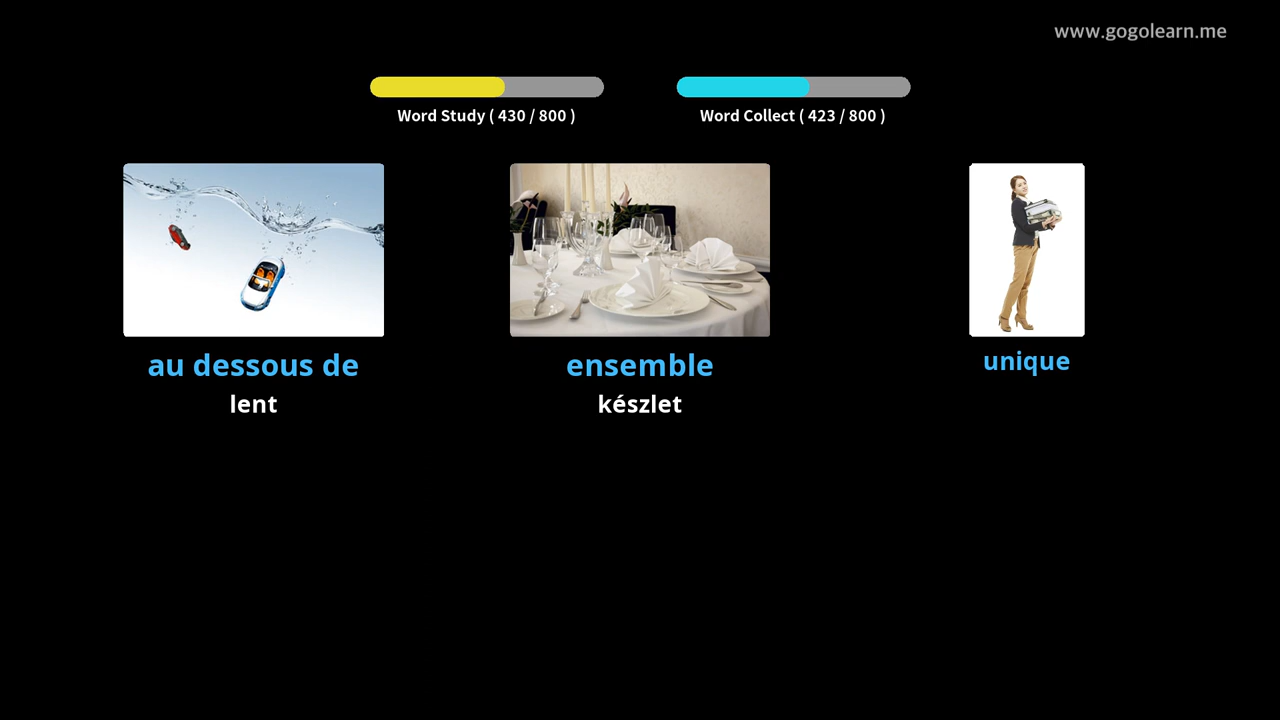 www.gogolearn.me
Word Study ( 430 / 800 )
Word Collect ( 423 / 800 )
au dessous de
lent
ensemble
készlet
unique